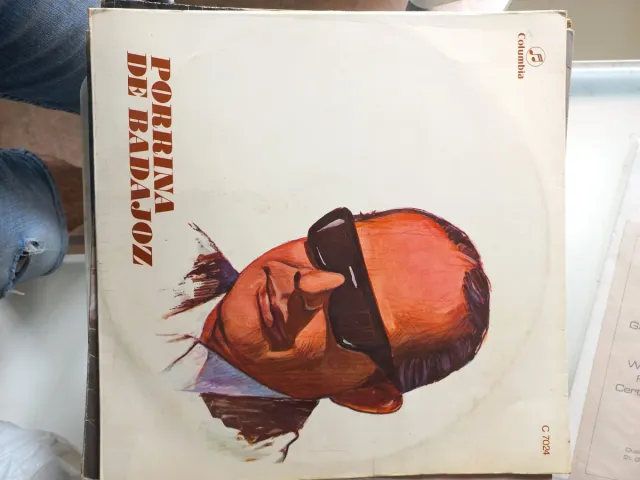 PORRINA
DE BADAJOZ
Columbia
C 7024